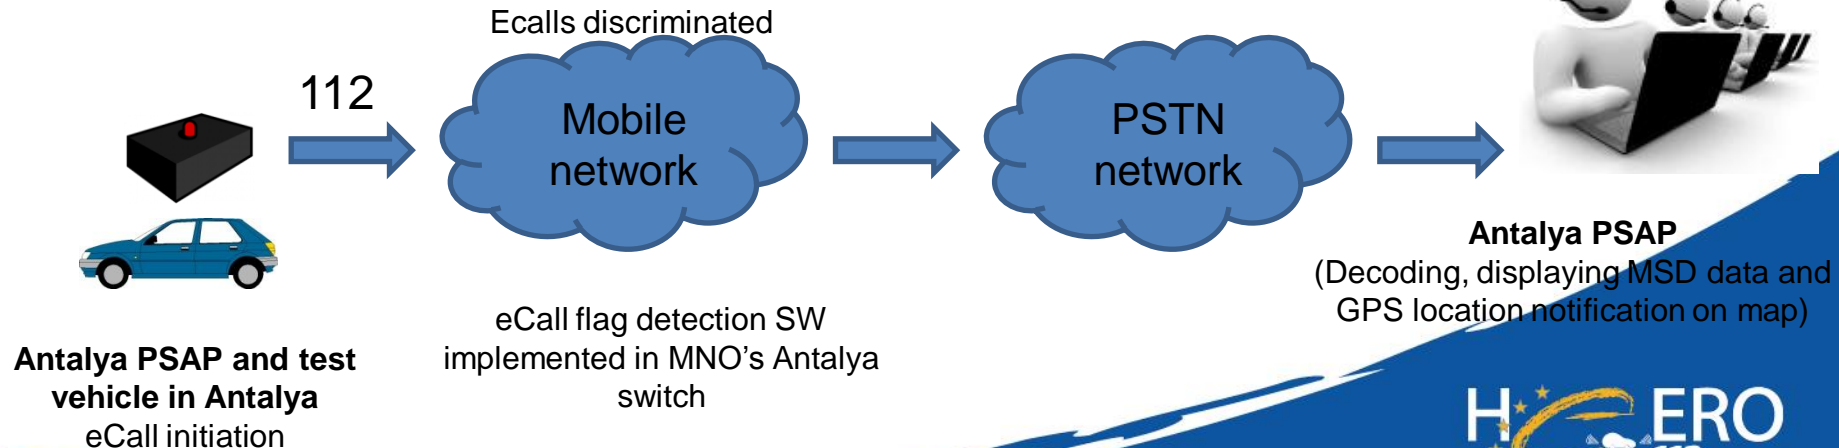 Ecalls discriminated
112
Mobile
network
PSTN
network
Antalya PSAP
(Decoding, displaying MSD data and
GPS location notification on map)
eCall flag detection SW
implemented in MNO's Antalya
switch
Antalya PSAP and test
vehicle in Antalya
eCall initiation
H ERO